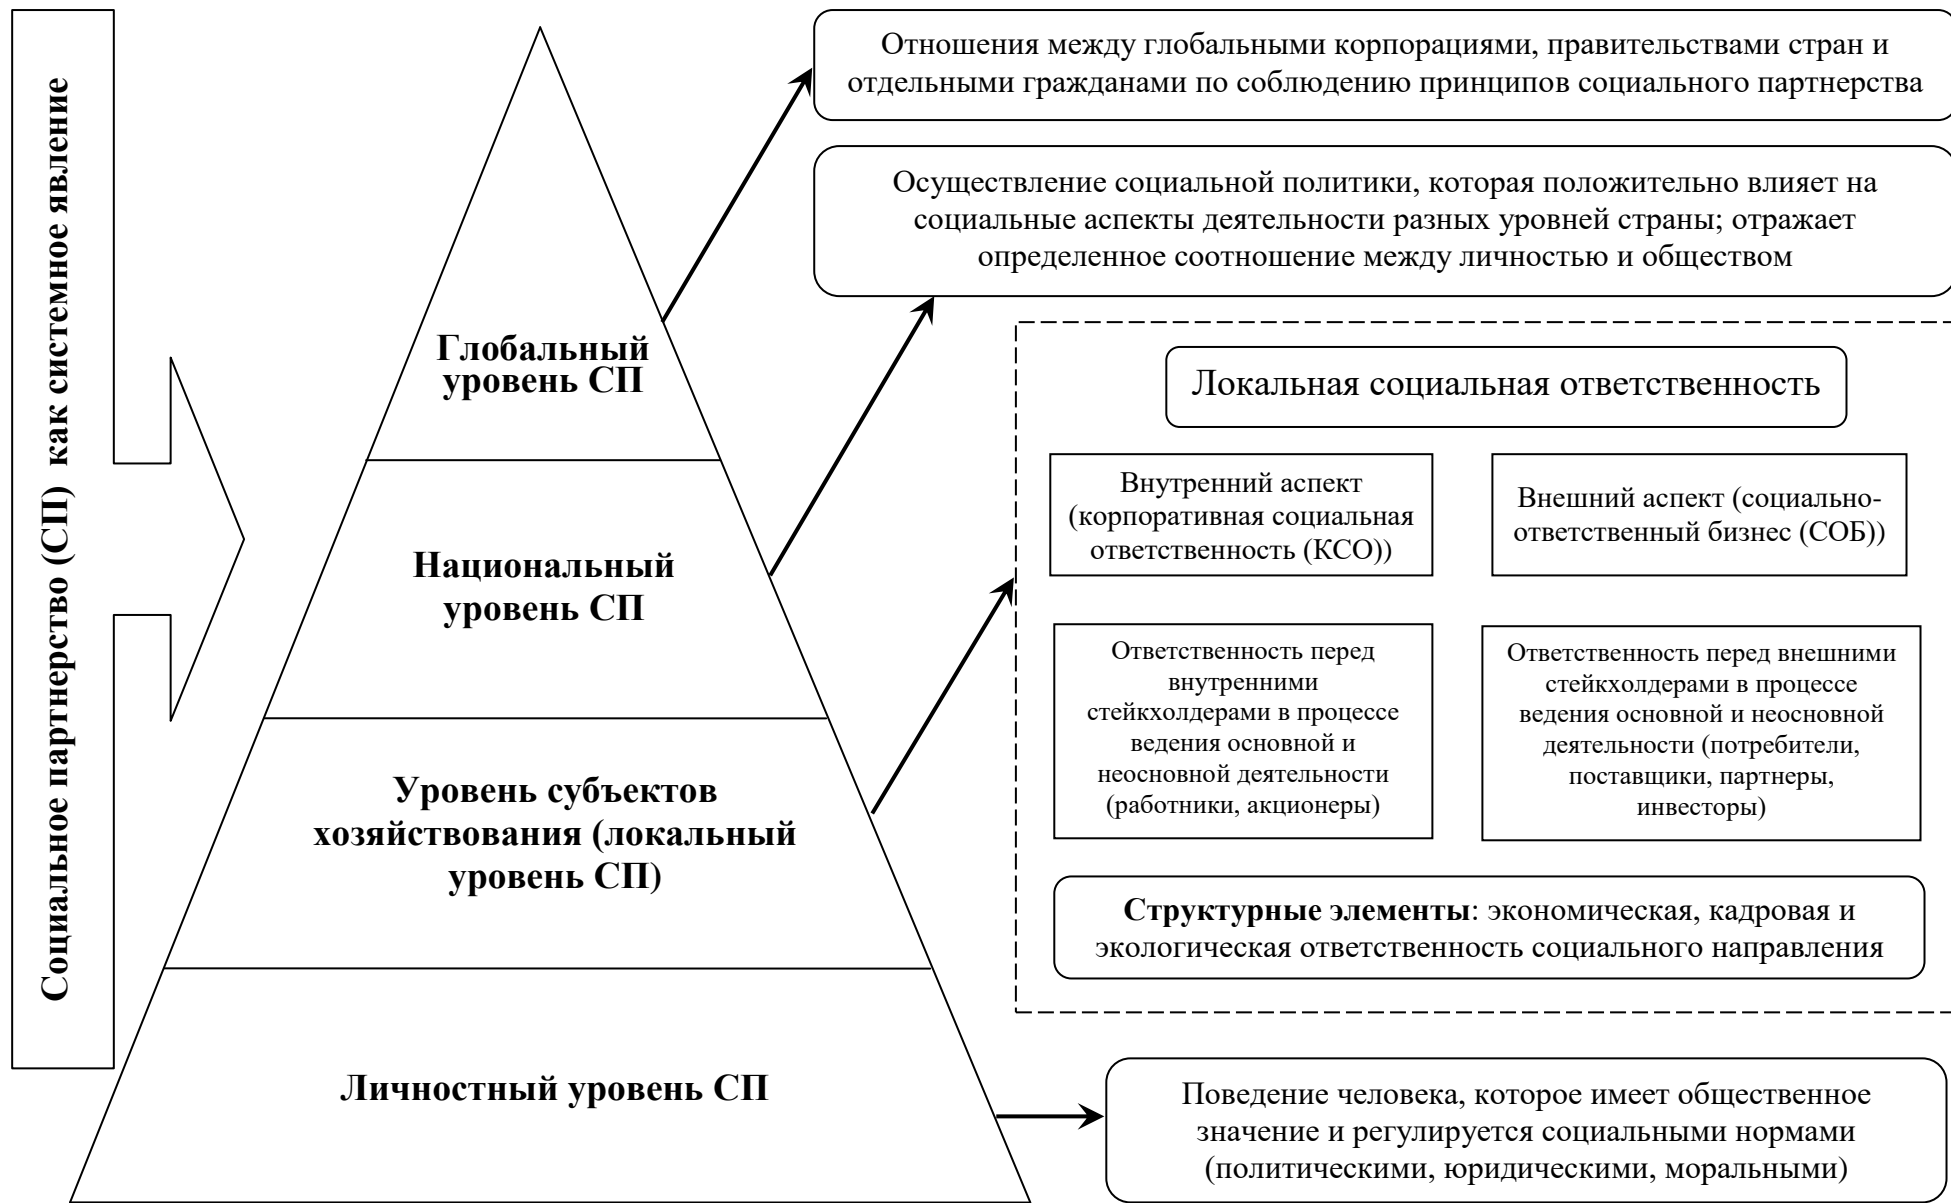 Социальное партнерство (СП) как системное явление
Глобальный
уровень СП
Национальный
уровень СП
Уровень субъектов
хозяйствования (локальный
уровень СП)
Личностный уровень СП
Отношения между глобальными корпорациями, правительствами стран и
отдельными гражданами по соблюдению принципов социального партнерства
Осуществление социальной политики, которая положительно влияет на
социальные аспекты деятельности разных уровней страны; отражает
определенное соотношение между личностью и обществом
Локальная социальная ответственность
Внутренний аспект
(корпоративная социальная
ответственность (КСО))
Внешний аспект (социально-
ответственный бизнес (СОБ))
Ответственность перед
внутренними
стейкхолдерами в процессе
ведения основной и
неосновной деятельности
(работники, акционеры)
Ответственность перед внешними
стейкхолдерами в процессе
ведения основной и неосновной
деятельности (потребители,
поставщики, партнеры,
инвесторы)
Структурные элементы: экономическая, кадровая и
экологическая ответственность социального направления
Поведение человека, которое имеет общественное
значение и регулируется социальными нормами
(политическими, юридическими, моральными)